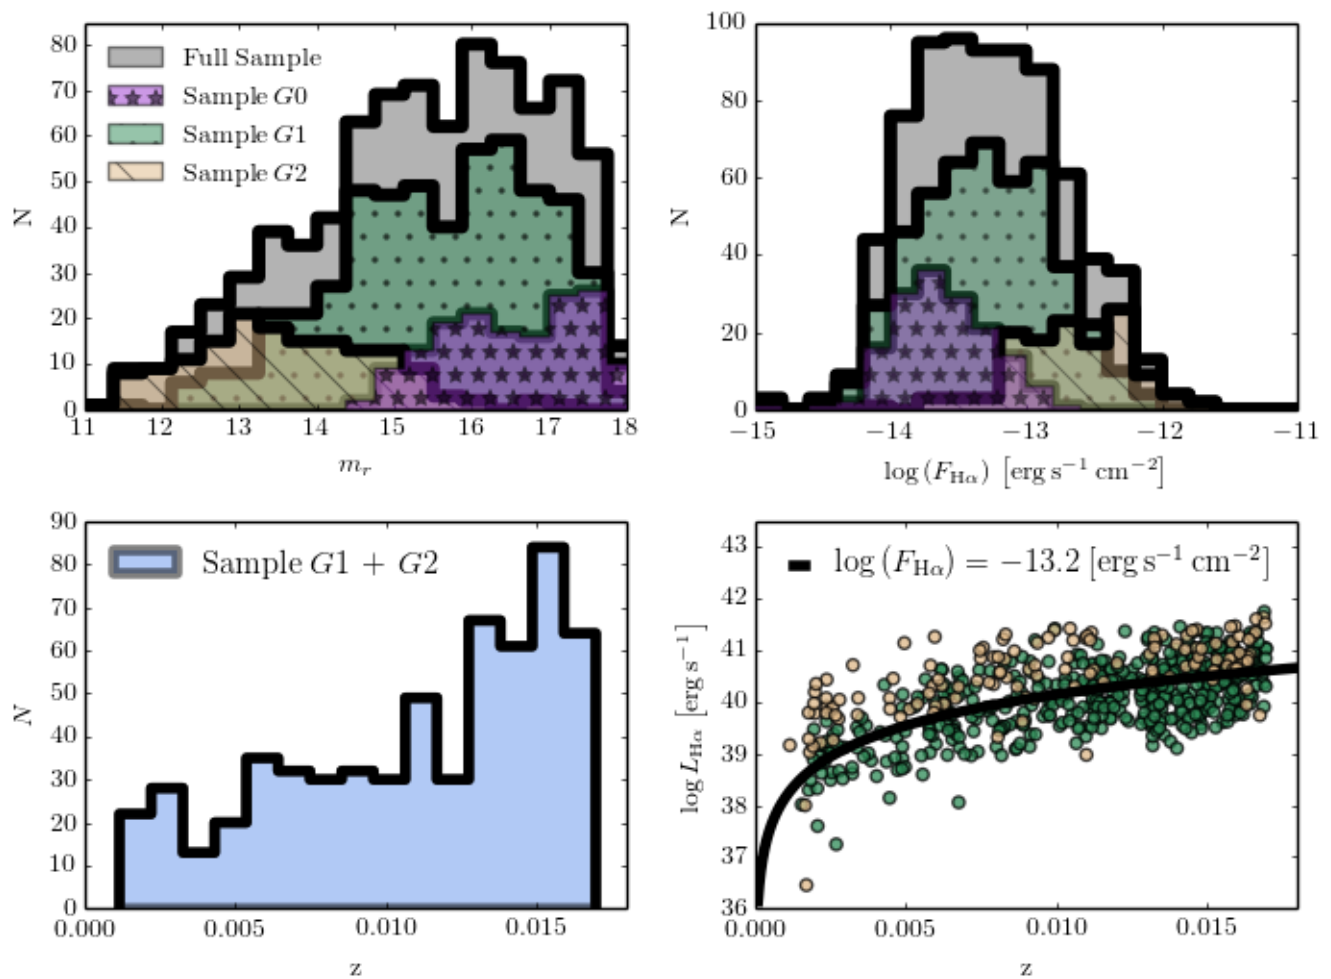 80
70
60
50
40
30
20
10
0
N
Full Sample
Sample G0
Sample G1
Sample G2
11 12 13 14 15 16 17 18
m_r
100
80
60
40
20
0
N
−15 −14 −13 −12 −11
log (F_Hα) [erg s⁻¹ cm⁻²]
90
80
70
60
50
40
30
20
10
0
N
Sample G1 + G2
0.000 0.005 0.010 0.015
z
43
42
41
40
39
38
37
36
log L_Hα [erg s⁻¹]
log (F_Hα) = −13.2 [erg s⁻¹ cm⁻²]
0.000 0.005 0.010 0.015
z